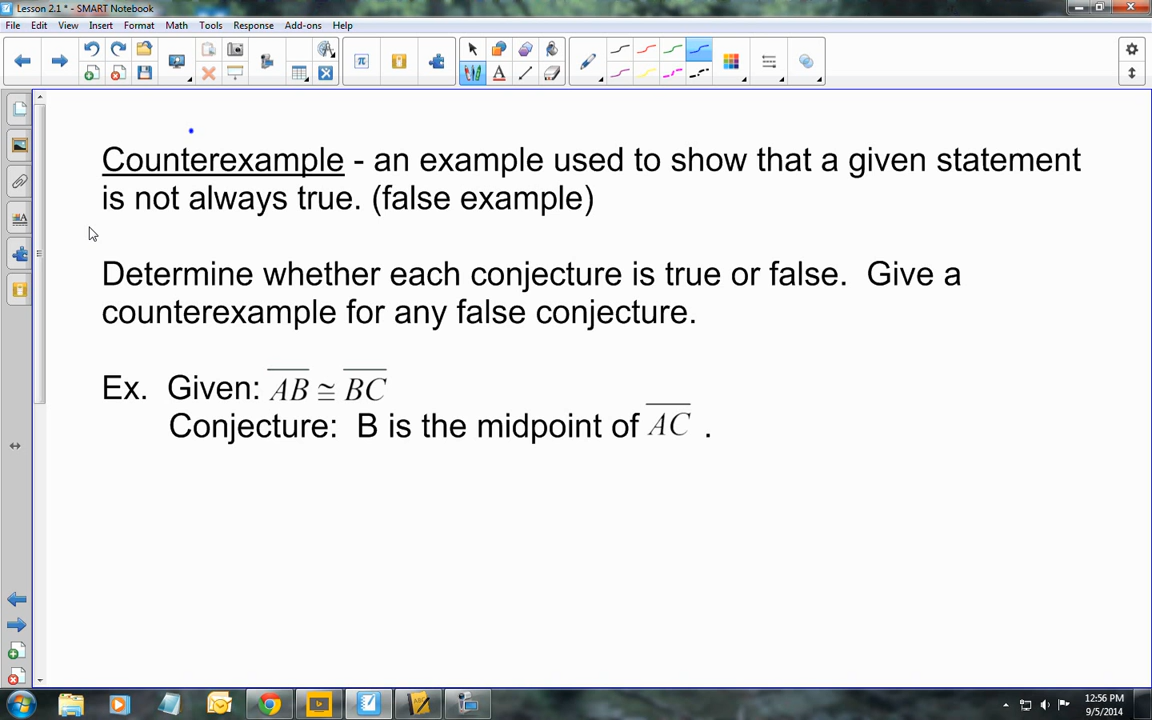 Lesson 2.1 * - SMART Notebook
File Edit View Insert Format Math Tools Draw Response Add-ons Help
Counterexample - an example used to show that a given statement
is not always true. (false example)
Determine whether each conjecture is true or false. Give a
counterexample for any false conjecture.
Ex. Given: A̅B̅ ≅ B̅C̅
Conjecture: B is the midpoint of A̅C̅ .
12:56 PM
9/5/2014